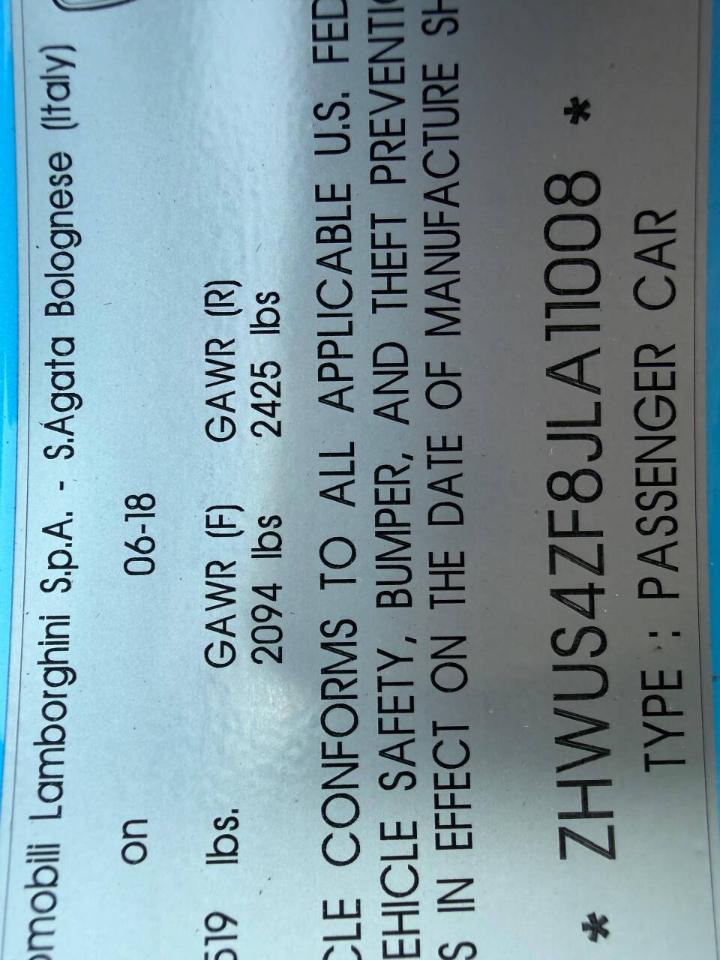 omobili Lamborghini S.p.A. - S.Agata Bolognese (Italy)
on 06-18
519 lbs. GAWR (F) GAWR (R)
2094 lbs 2425 lbs
CLE CONFORMS TO ALL APPLICABLE U.S. FED
EHICLE SAFETY, BUMPER, AND THEFT PREVENTIO
S IN EFFECT ON THE DATE OF MANUFACTURE SH
* ZHWUS4ZF8JLA11008 *
TYPE : PASSENGER CAR